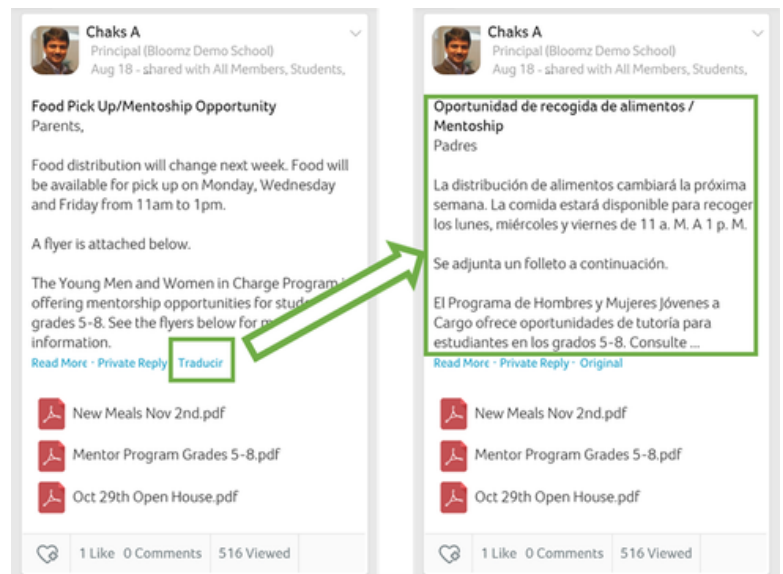 Chaks A
Principal (Bloomz Demo School)
Aug 18 - shared with All Members, Students,
Food Pick Up/Mentoship Opportunity
Parents,
Food distribution will change next week. Food will
be available for pick up on Monday, Wednesday
and Friday from 11am to 1pm.
A flyer is attached below.
The Young Men and Women in Charge Program
offering mentorship opportunities for
grades 5-8. See the flyers below for
information.
Read More · Private Reply · Traducir
New Meals Nov 2nd.pdf
Mentor Program Grades 5-8.pdf
Oct 29th Open House.pdf
1 Like 0 Comments 516 Viewed
Chaks A
Principal (Bloomz Demo School)
Aug 18 - shared with All Members, Students,
Oportunidad de recogida de alimentos /
Mentoship
Padres
La distribución de alimentos cambiará la próxima
semana. La comida estará disponible para recoger
los lunes, miércoles y viernes de 11 a. M. A 1 p. M.
Se adjunta un folleto a continuación.
El Programa de Hombres y Mujeres Jóvenes a
Cargo ofrece oportunidades de tutoría para
estudiantes en los grados 5-8. Consulte ...
Read More · Private Reply · Original
New Meals Nov 2nd.pdf
Mentor Program Grades 5-8.pdf
Oct 29th Open House.pdf
1 Like 0 Comments 516 Viewed